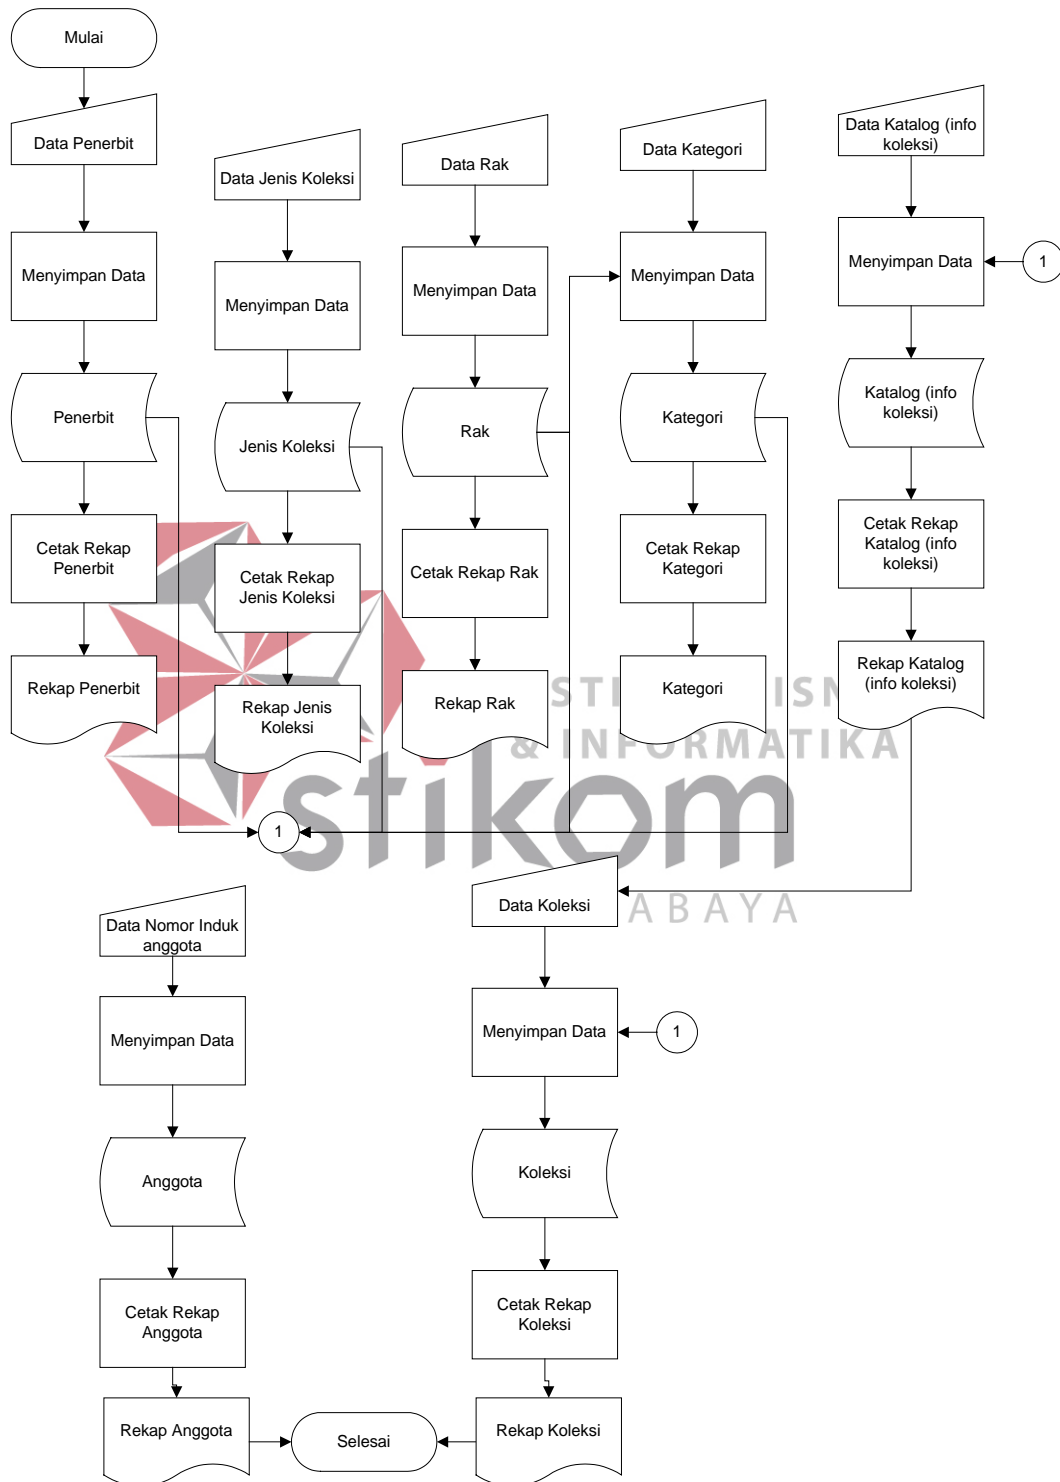 Mulai
Data Penerbit
Menyimpan Data
Penerbit
Cetak Rekap
Penerbit
Rekap Penerbit
Data Jenis Koleksi
Menyimpan Data
Jenis Koleksi
Cetak Rekap
Jenis Koleksi
Rekap Jenis
Koleksi
Data Rak
Menyimpan Data
Rak
Cetak Rekap Rak
Rekap Rak
Data Kategori
Menyimpan Data
Kategori
Cetak Rekap
Kategori
Kategori
Data Katalog (info
koleksi)
Menyimpan Data
1
Katalog (info
koleksi)
Cetak Rekap
Katalog (info
koleksi)
Rekap Katalog
(info koleksi)
& INFORMATIKA
stikom
1
Data Nomor Induk
anggota
Menyimpan Data
Anggota
Cetak Rekap
Anggota
Rekap Anggota
Data Koleksi
Menyimpan Data
1
Koleksi
Cetak Rekap
Koleksi
Rekap Koleksi
Selesai